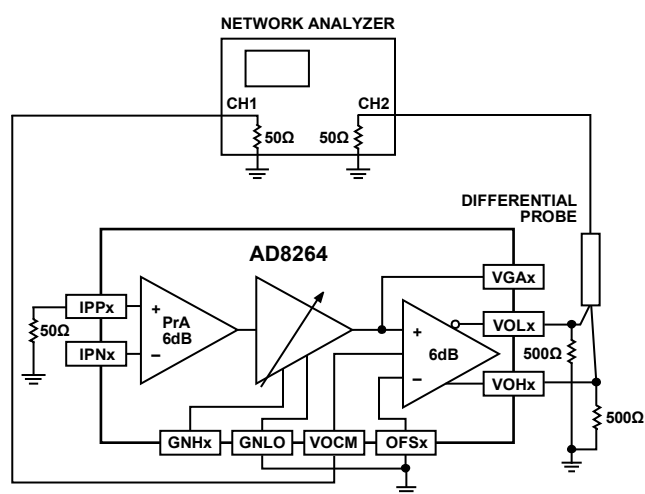 NETWORK ANALYZER
CH1
CH2
50Ω
50Ω
DIFFERENTIAL
PROBE
AD8264
VGAx
IPPx
+
PrA
6dB
–
50Ω
IPNx
+
6dB
–
VOLx
500Ω
VOHx
500Ω
GNHx
GNLO
VOCM
OFSx